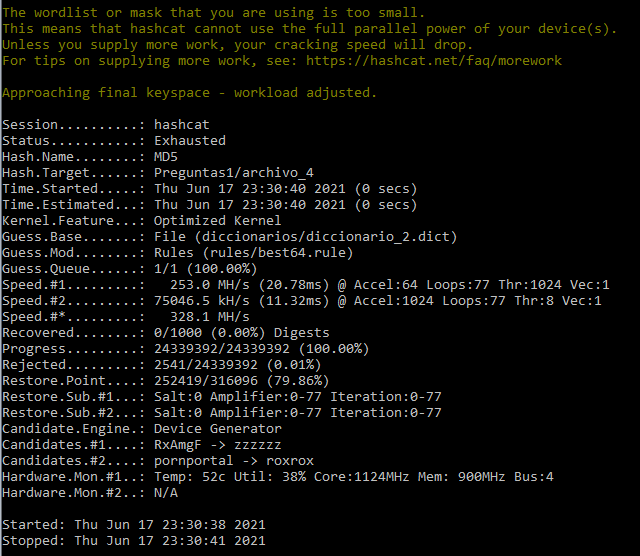 The wordlist or mask that you are using is too small.
This means that hashcat cannot use the full parallel power of your device(s).
Unless you supply more work, your cracking speed will drop.
For tips on supplying more work, see: https://hashcat.net/faq/morework
Approaching final keyspace - workload adjusted.
Session..........: hashcat
Status...........: Exhausted
Hash.Name........: MD5
Hash.Target......: Preguntas1/archivo_4
Time.Started.....: Thu Jun 17 23:30:40 2021 (0 secs)
Time.Estimated...: Thu Jun 17 23:30:40 2021 (0 secs)
Kernel.Feature...: Optimized Kernel
Guess.Base.......: File (diccionarios/diccionario_2.dict)
Guess.Mod........: Rules (rules/best64.rule)
Guess.Queue......: 1/1 (100.00%)
Speed.#1.........:   253.0 MH/s (20.78ms) @ Accel:64 Loops:77 Thr:1024 Vec:1
Speed.#2.........: 75046.5 kH/s (11.32ms) @ Accel:1024 Loops:77 Thr:8 Vec:1
Speed.#*.........:   328.1 MH/s
Recovered........: 0/1000 (0.00%) Digests
Progress.........: 24339392/24339392 (100.00%)
Rejected.........: 2541/24339392 (0.01%)
Restore.Point....: 252419/316096 (79.86%)
Restore.Sub.#1...: Salt:0 Amplifier:0-77 Iteration:0-77
Restore.Sub.#2...: Salt:0 Amplifier:0-77 Iteration:0-77
Candidate.Engine.: Device Generator
Candidates.#1....: RxAmgF -> zzzzzz
Candidates.#2....: pornportal -> roxrox
Hardware.Mon.#1..: Temp: 52c Util: 38% Core:1124MHz Mem: 900MHz Bus:4
Hardware.Mon.#2..: N/A
Started: Thu Jun 17 23:30:38 2021
Stopped: Thu Jun 17 23:30:41 2021